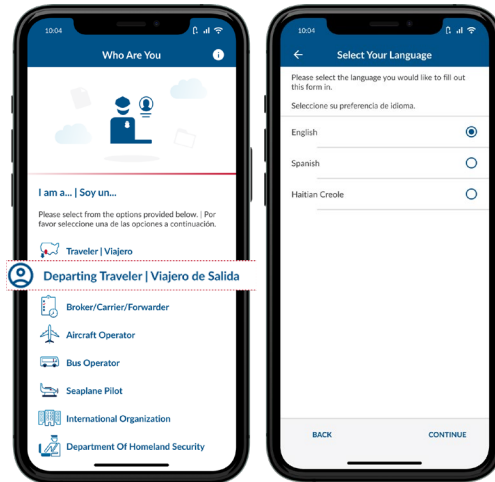 10:04
Who Are You
I am a... | Soy un...
Please select from the options provided below. | Por
favor seleccione una de las opciones a continuación.
Traveler | Viajero
Departing Traveler | Viajero de Salida
Broker/Carrier/Forwarder
Aircraft Operator
Bus Operator
Seaplane Pilot
International Organization
Department Of Homeland Security
10:04
Select Your Language
Please select the language you would like to fill out
this form in.
Seleccione su preferencia de idioma.
English
Spanish
Haitian Creole
BACK CONTINUE